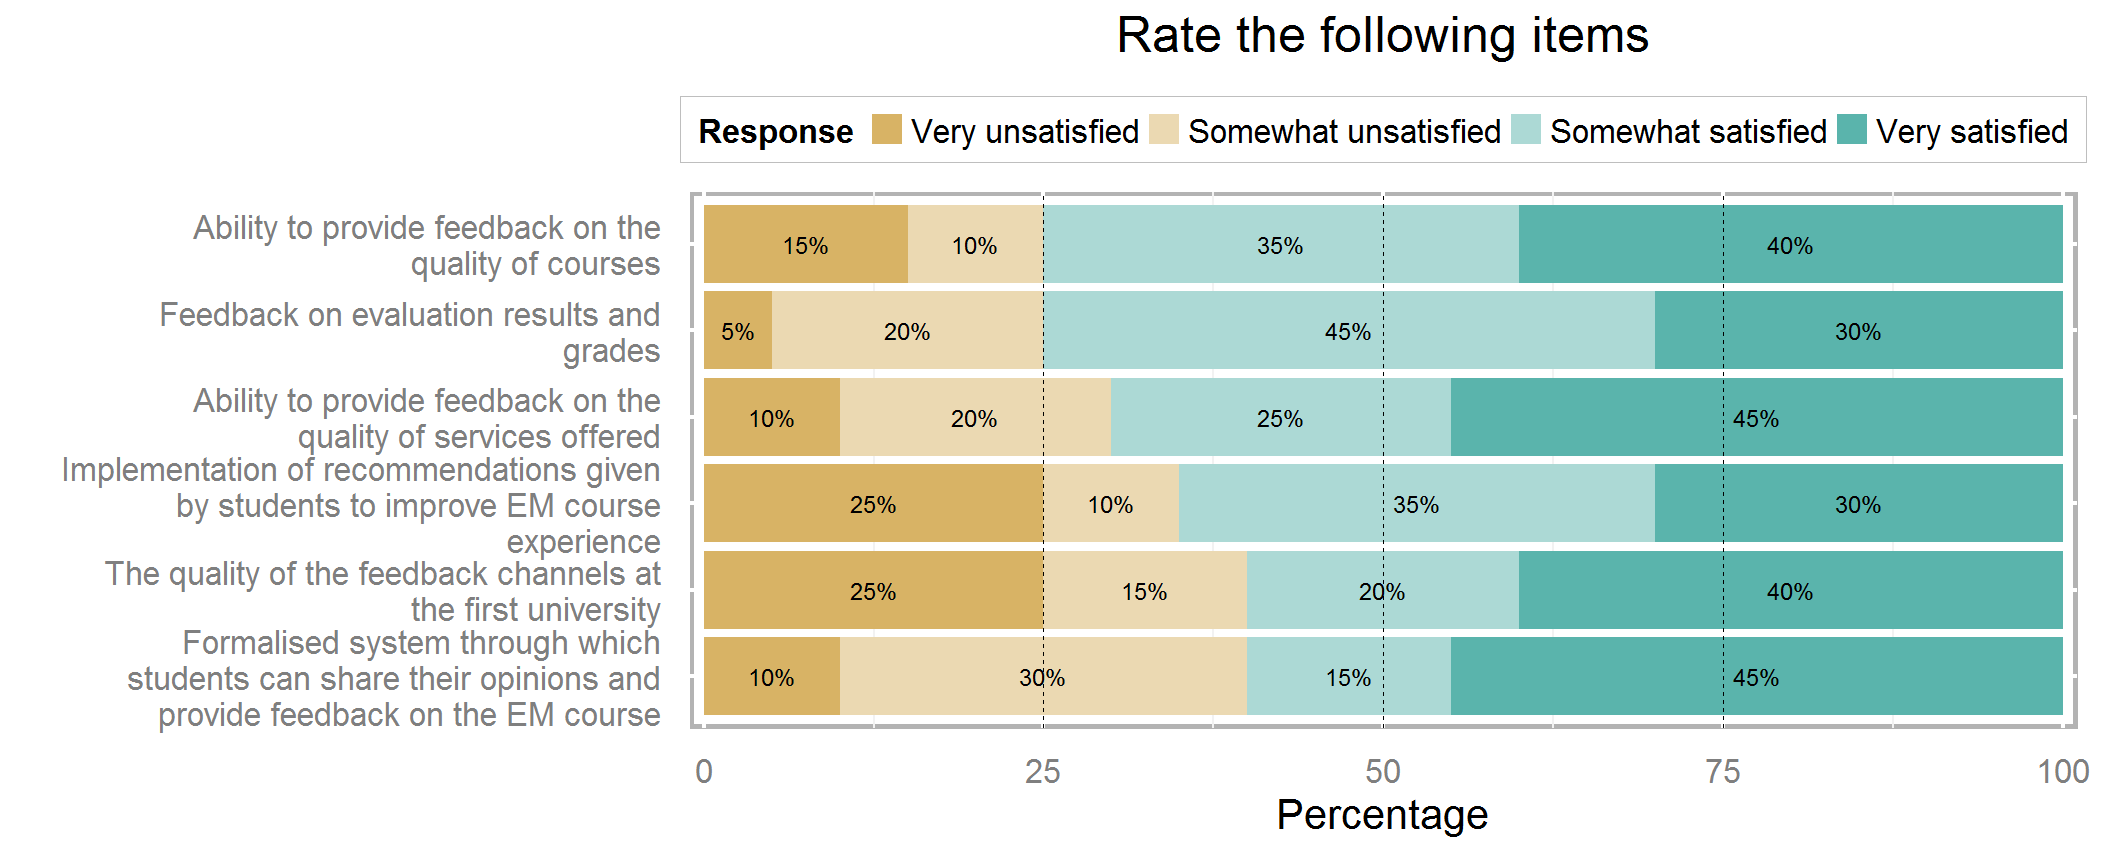 Rate the following items
Response Very unsatisfied Somewhat unsatisfied Somewhat satisfied Very satisfied
Ability to provide feedback on the
quality of courses
15% 10% 35% 40%
Feedback on evaluation results and
grades
5% 20% 45% 30%
Ability to provide feedback on the
quality of services offered
10% 20% 25% 45%
Implementation of recommendations given
by students to improve EM course
experience
25% 10% 35% 30%
The quality of the feedback channels at
the first university
25% 15% 20% 40%
Formalised system through which
students can share their opinions and
provide feedback on the EM course
10% 30% 15% 45%
0 25 50 75 100
Percentage